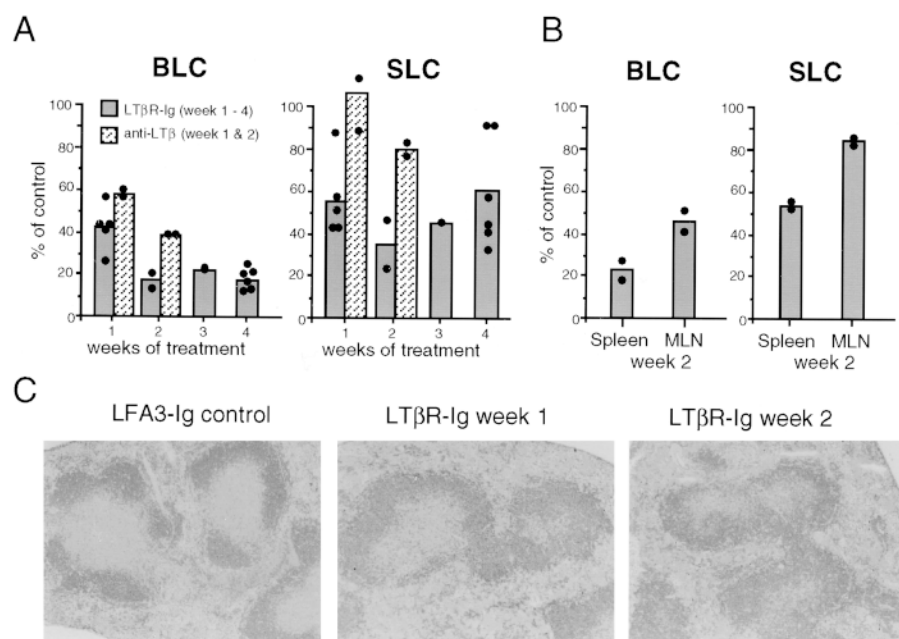 A
BLC
SLC
% of control
100
80
60
40
20
0
LTβR-Ig (week 1 - 4)
anti-LTβ (week 1 & 2)
1 2 3 4
weeks of treatment
100
80
60
40
20
0
1 2 3 4
weeks of treatment
B
BLC
SLC
% of control
100
80
60
40
20
0
Spleen MLN
week 2
100
80
60
40
20
0
Spleen MLN
week 2
C
LFA3-Ig control
LTβR-Ig week 1
LTβR-Ig week 2